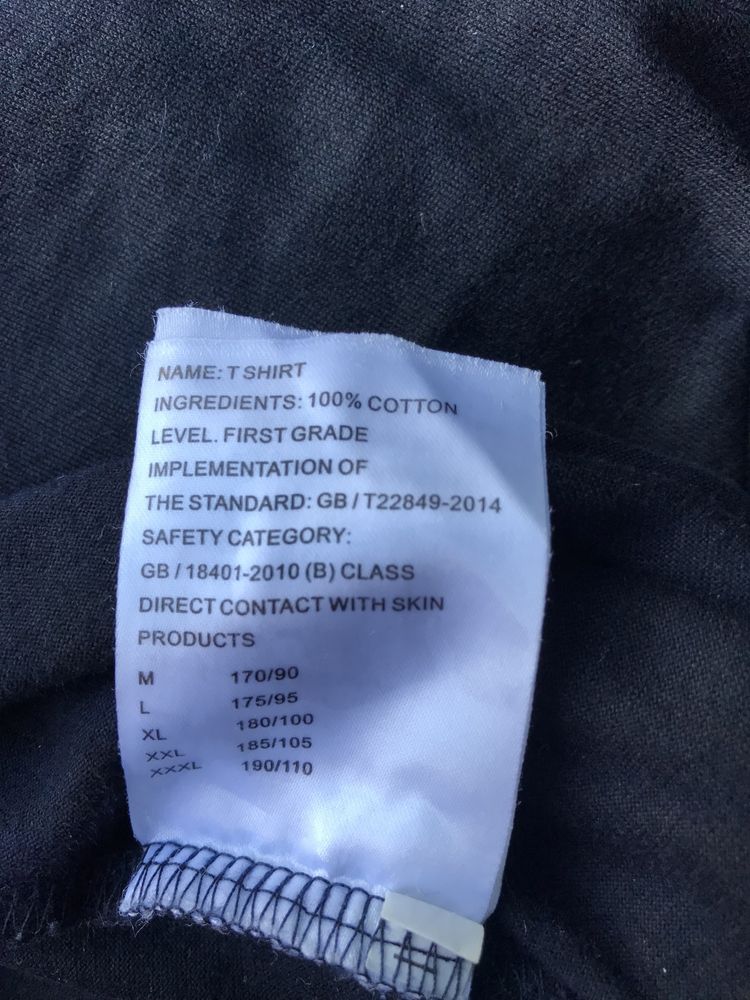 NAME: T SHIRT
INGREDIENTS: 100% COTTON
LEVEL. FIRST GRADE
IMPLEMENTATION OF
THE STANDARD: GB / T22849-2014
SAFETY CATEGORY:
GB / 18401-2010 (B) CLASS
DIRECT CONTACT WITH SKIN
PRODUCTS
M 170/90
L 175/95
XL 180/100
XXL 185/105
XXXL 190/110